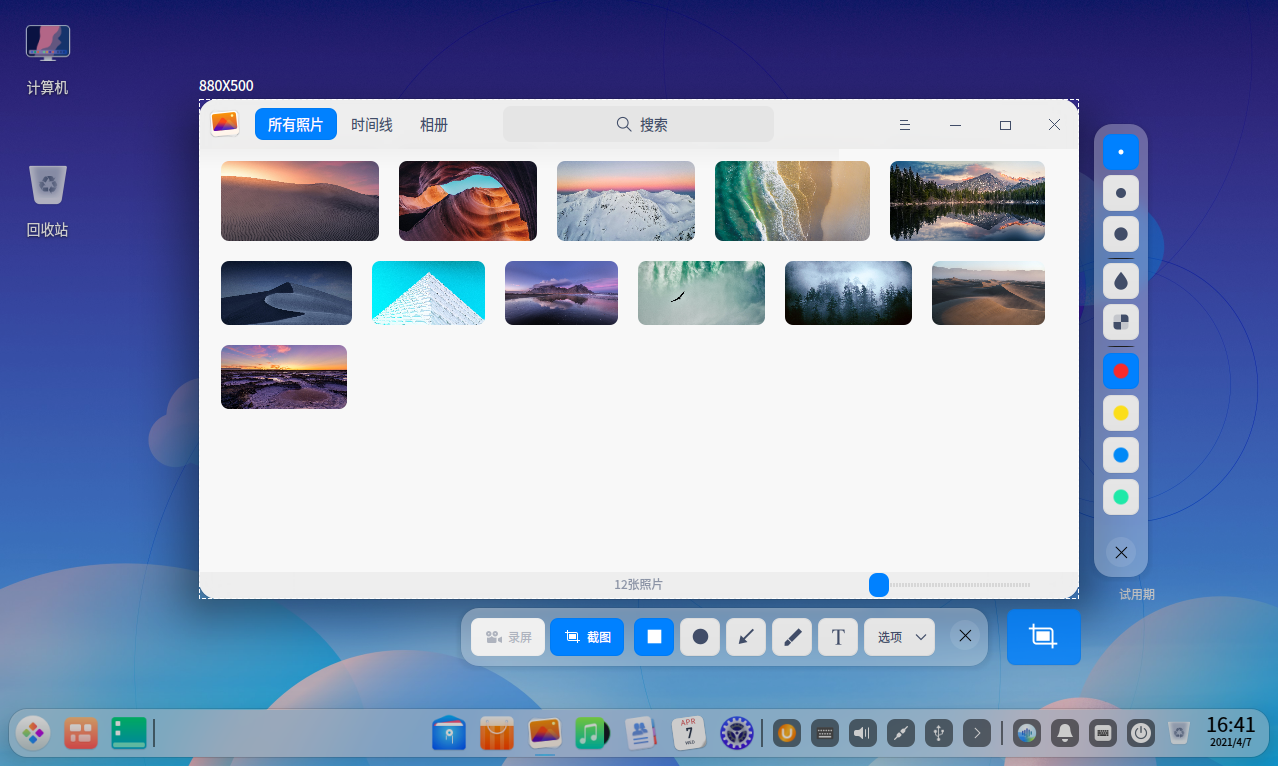 计算机
880X500
所有照片 时间线 相册 搜索
回收站
12张照片
试用期
录屏 截图 T 选项
APR
7
WED
16:41
2021/4/7